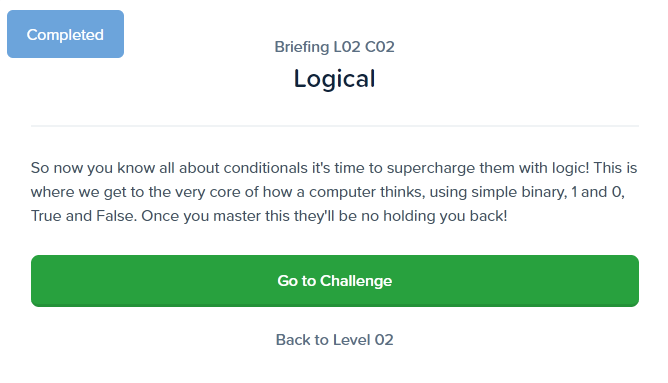 Completed
Briefing L02 C02
Logical
So now you know all about conditionals it's time to supercharge them with logic! This is
where we get to the very core of how a computer thinks, using simple binary, 1 and 0,
True and False. Once you master this they'll be no holding you back!
Go to Challenge
Back to Level 02